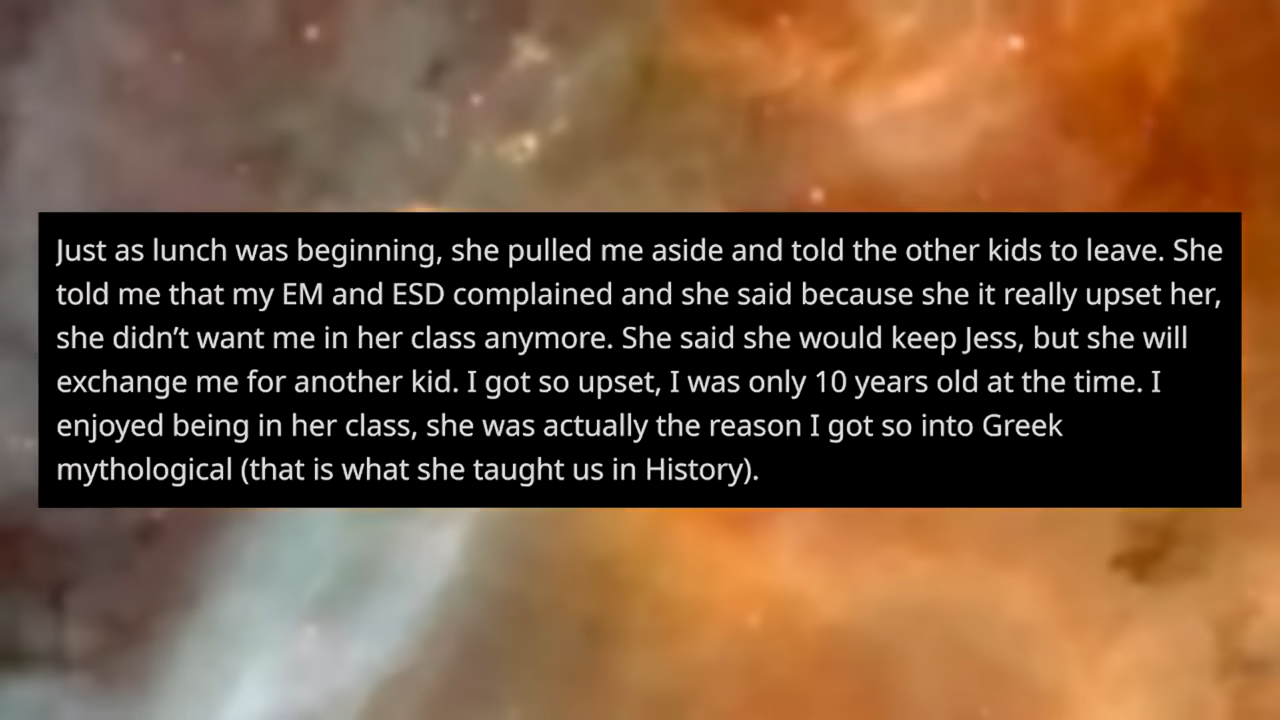 Just as lunch was beginning, she pulled me aside and told the other kids to leave. She
told me that my EM and ESD complained and she said because she it really upset her,
she didn’t want me in her class anymore. She said she would keep Jess, but she will
exchange me for another kid. I got so upset, I was only 10 years old at the time. I
enjoyed being in her class, she was actually the reason I got so into Greek
mythological (that is what she taught us in History).